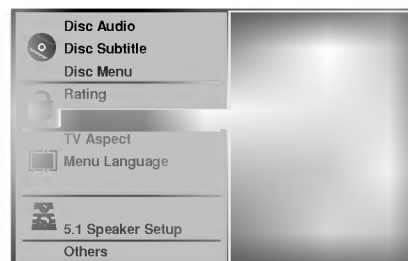 Disc Audio
Disc Subtitle
Disc Menu
Rating
TV Aspect
Menu Language
5.1 Speaker Setup
Others